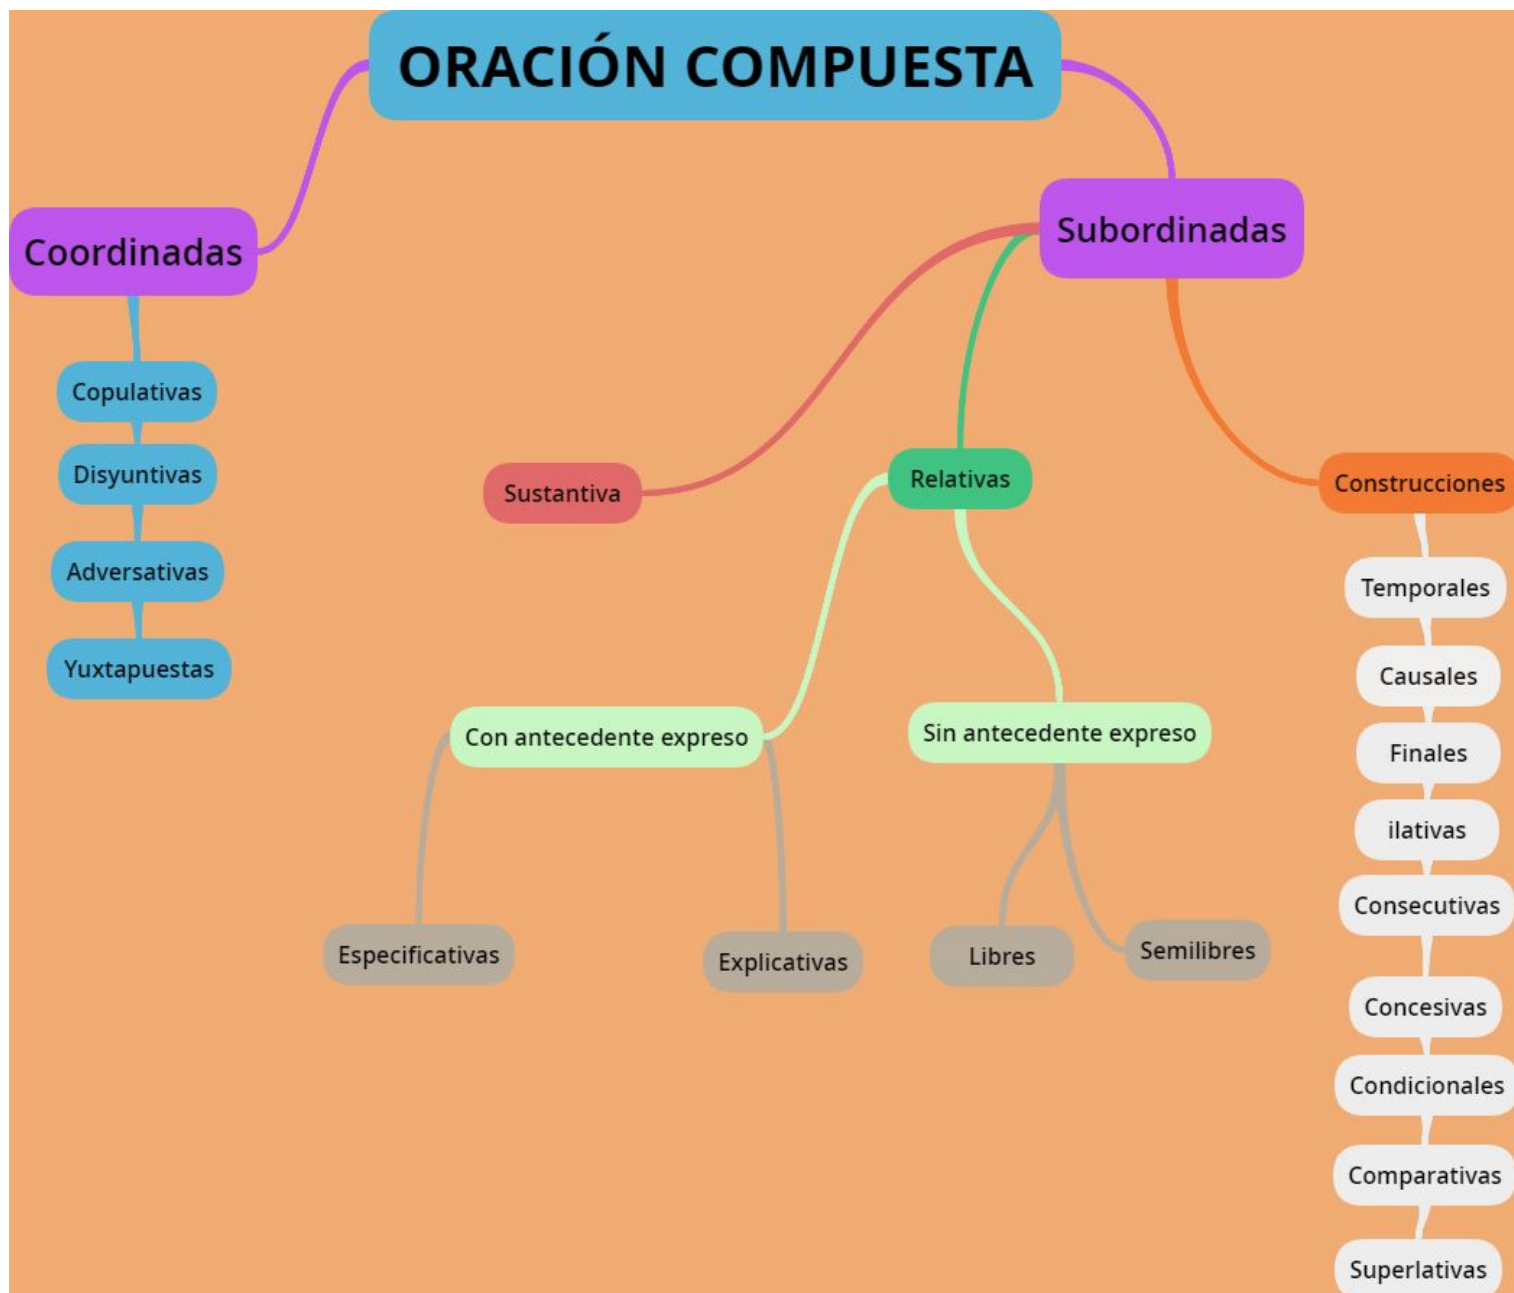 ORACIÓN COMPUESTA
Coordinadas
Copulativas
Disyuntivas
Adversativas
Yuxtapuestas
Subordinadas
Sustantiva
Relativas
Con antecedente expreso
Especificativas
Explicativas
Sin antecedente expreso
Libres
Semilibres
Construcciones
Temporales
Causales
Finales
ilativas
Consecutivas
Concesivas
Condicionales
Comparativas
Superlativas